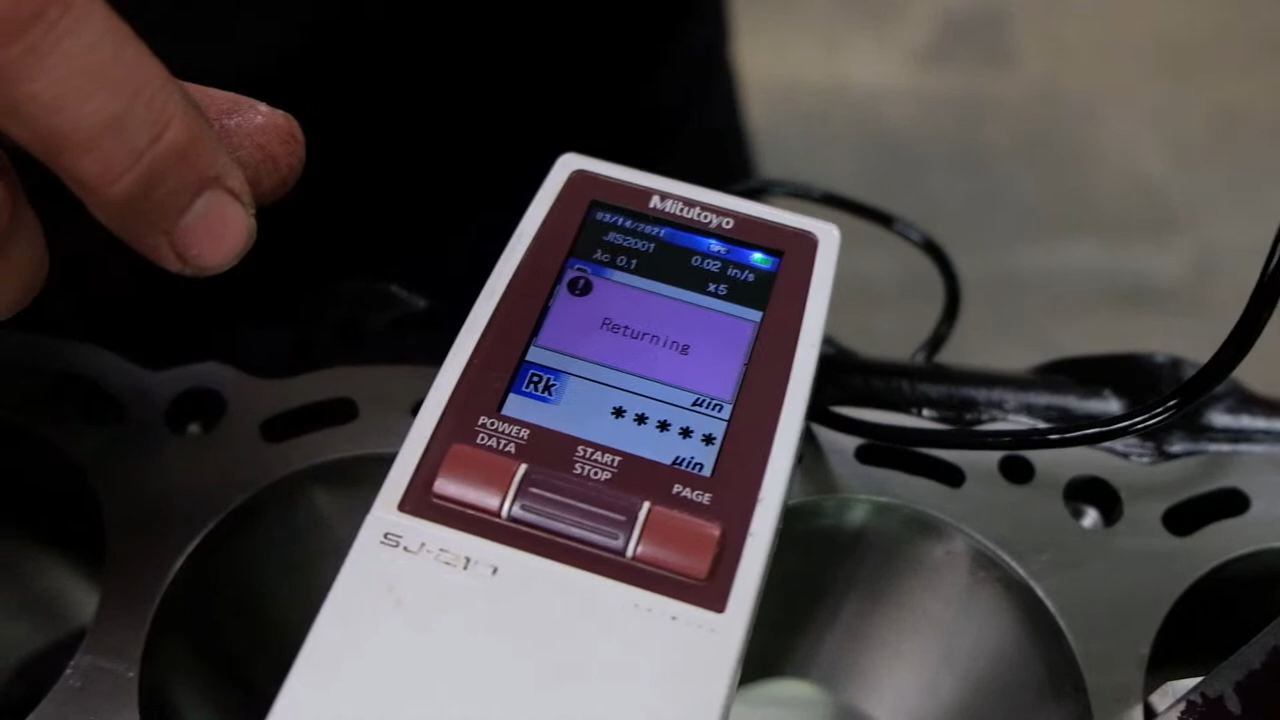 Mitutoyo
03/14/2021 SPC
JIS2001 0.02 in/s
λc 0.1 x5
!
Returning
µin
Rk
*****
µin
POWER
DATA
START
STOP
PAGE
SJ-210